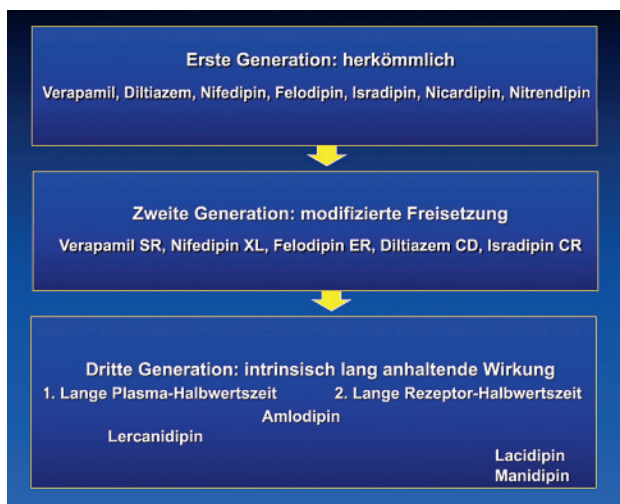 Erste Generation: herkömmlich
Verapamil, Diltiazem, Nifedipin, Felodipin, Isradipin, Nicardipin, Nitrendipin
Zweite Generation: modifizierte Freisetzung
Verapamil SR, Nifedipin XL, Felodipin ER, Diltiazem CD, Isradipin CR
Dritte Generation: intrinsisch lang anhaltende Wirkung
1. Lange Plasma-Halbwertszeit 2. Lange Rezeptor-Halbwertszeit
Amlodipin
Lercanidipin
Lacidipin
Manidipin